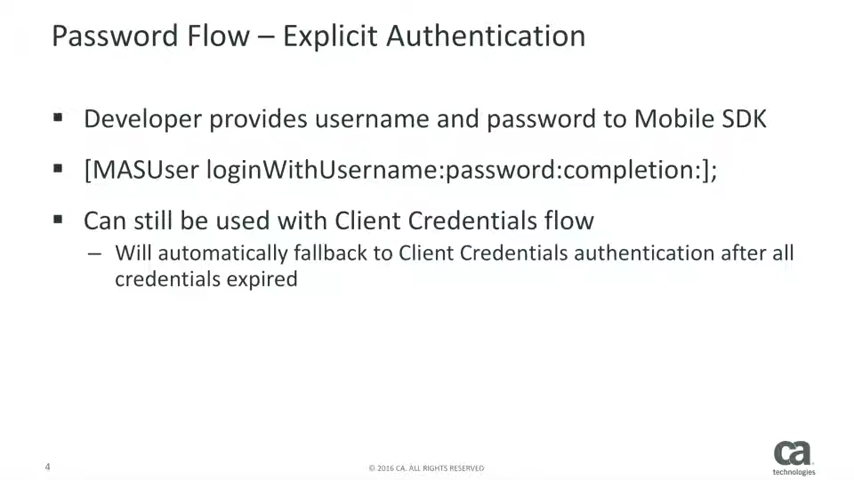 Password Flow – Explicit Authentication
▪ Developer provides username and password to Mobile SDK
▪ [MASUser loginWithUsername:password:completion:];
▪ Can still be used with Client Credentials flow
– Will automatically fallback to Client Credentials authentication after all
credentials expired
4
© 2016 CA. ALL RIGHTS RESERVED
ca
technologies